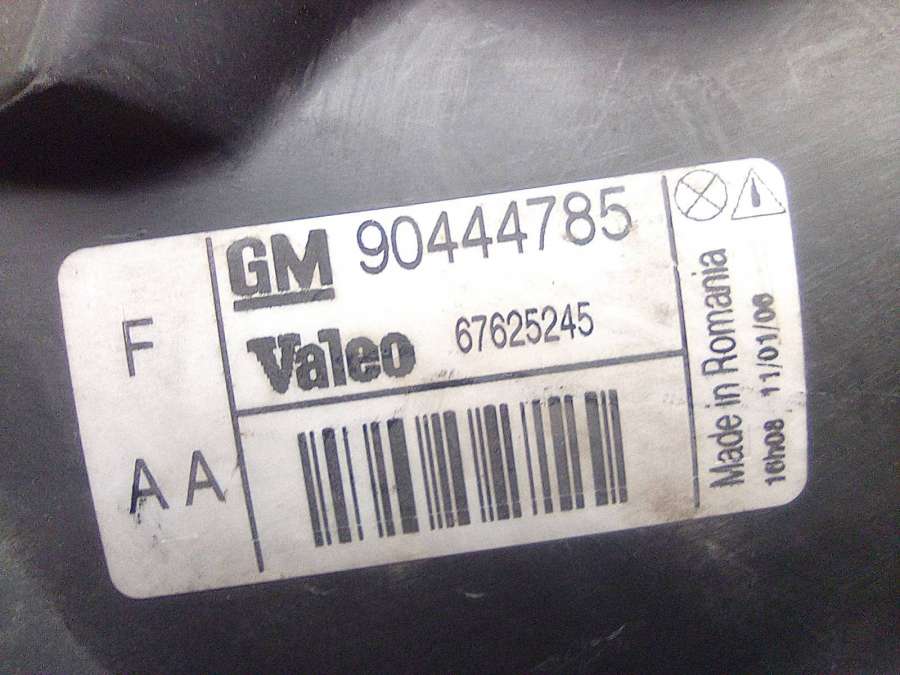 F
A A
GM 90444785
Valeo 67625245
Made in Romania
16h08 11/01/06